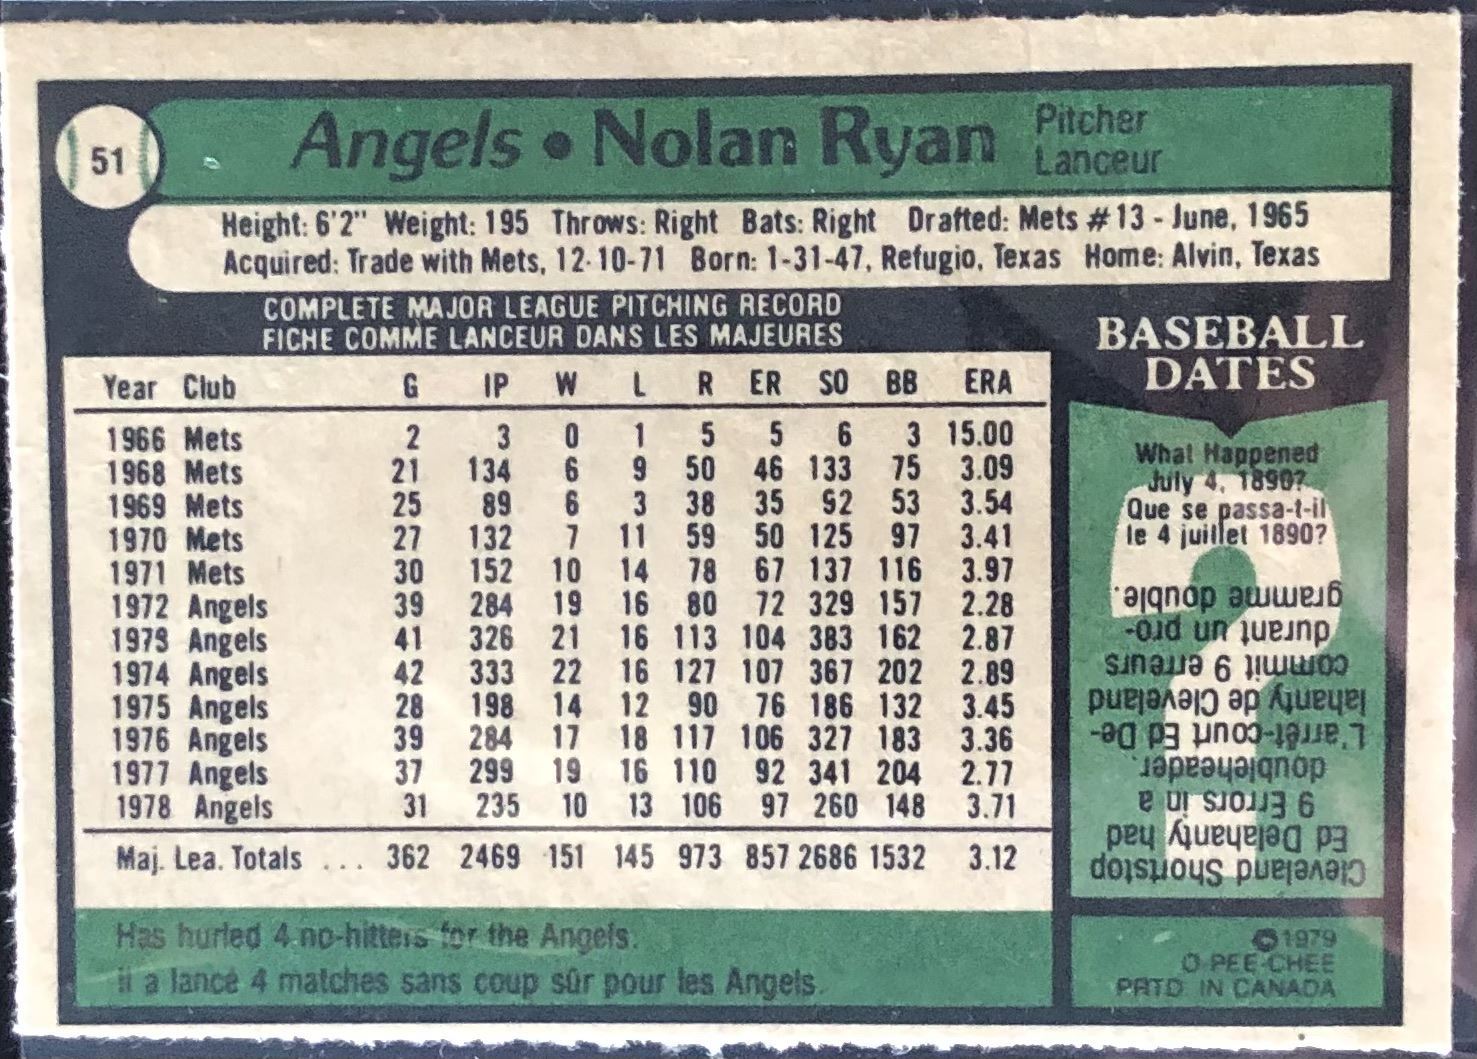 51
Angels • Nolan Ryan
Pitcher
Lanceur
Height: 6'2" Weight: 195 Throws: Right Bats: Right Drafted: Mets #13 - June, 1965
Acquired: Trade with Mets, 12-10-71 Born: 1-31-47, Refugio, Texas Home: Alvin, Texas
COMPLETE MAJOR LEAGUE PITCHING RECORD
FICHE COMME LANCEUR DANS LES MAJEURES
Year Club G IP W L R ER SO BB ERA
1966 Mets 2 3 0 1 5 5 6 3 15.00
1968 Mets 21 134 6 9 50 46 133 75 3.09
1969 Mets 25 89 6 3 38 35 92 53 3.54
1970 Mets 27 132 7 11 59 50 125 97 3.41
1971 Mets 30 152 10 14 78 67 137 116 3.97
1972 Angels 39 284 19 16 80 72 329 157 2.28
1973 Angels 41 326 21 16 113 104 383 162 2.87
1974 Angels 42 333 22 16 127 107 367 202 2.89
1975 Angels 28 198 14 12 90 76 186 132 3.45
1976 Angels 39 284 17 18 117 106 327 183 3.36
1977 Angels 37 299 19 16 110 92 341 204 2.77
1978 Angels 31 235 10 13 106 97 260 148 3.71
Maj. Lea. Totals ... 362 2469 151 145 973 857 2686 1532 3.12
Has hurled 4 no-hitters for the Angels.
Il a lancé 4 matches sans coup sûr pour les Angels.
BASEBALL
DATES
What Happened
July 4, 1890?
Que se passa-t-il
le 4 juillet 1890?
Cleveland Shortstop
Ed Delahanty had
9 Errors in a
doubleheader.
L'arrêt-court Ed De-
lahanty de Cleveland
commit 9 erreurs
durant un pro-
gramme double.
©1979
O-PEE-CHEE
PRTD IN CANADA